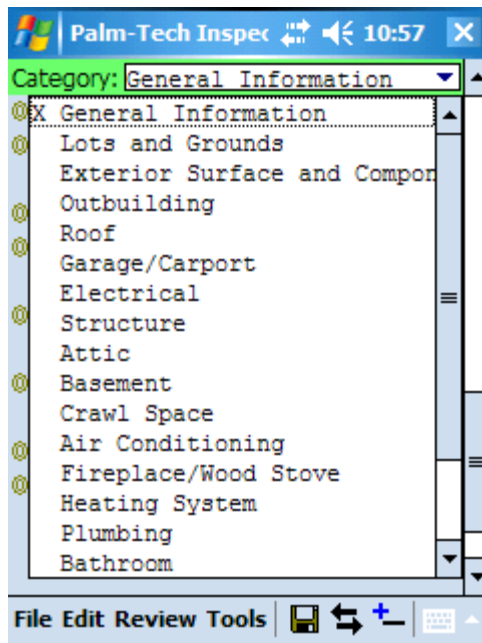 Palm-Tech Inspec 10:57
Category: General Information
X General Information
Lots and Grounds
Exterior Surface and Compon
Outbuilding
Roof
Garage/Carport
Electrical
Structure
Attic
Basement
Crawl Space
Air Conditioning
Fireplace/Wood Stove
Heating System
Plumbing
Bathroom
File Edit Review Tools